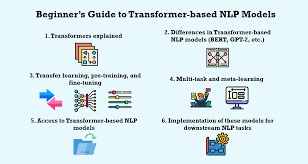 Beginner's Guide to Transformer-based NLP Models
1. Transformers explained
2. Differences in Transformer-based
NLP models (BERT, GPT-2, etc.)
3. Transfer learning, pre-training, and
fine-tuning
4. Multi-task and meta-learning
5. Access to Transformer-based NLP
models
6. Implementation of these models for
downstream NLP tasks